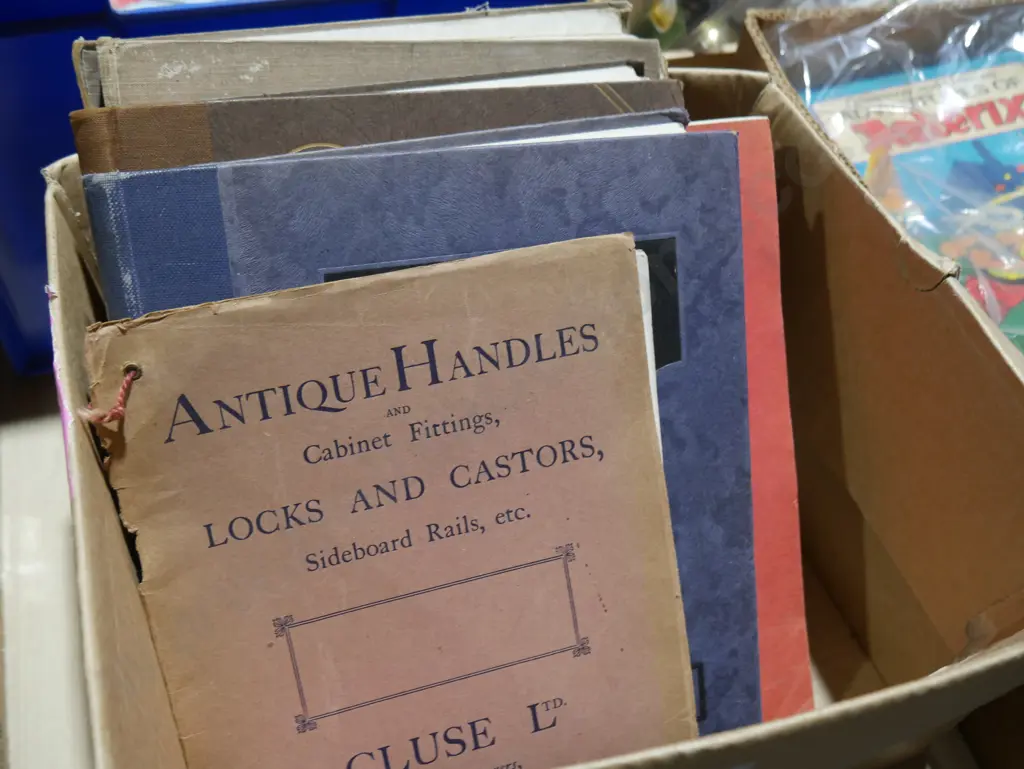 ANTIQUE HANDLES
AND
Cabinet Fittings,
LOCKS AND CASTORS,
Sideboard Rails, etc.
CLUSE LTD.
Asterix